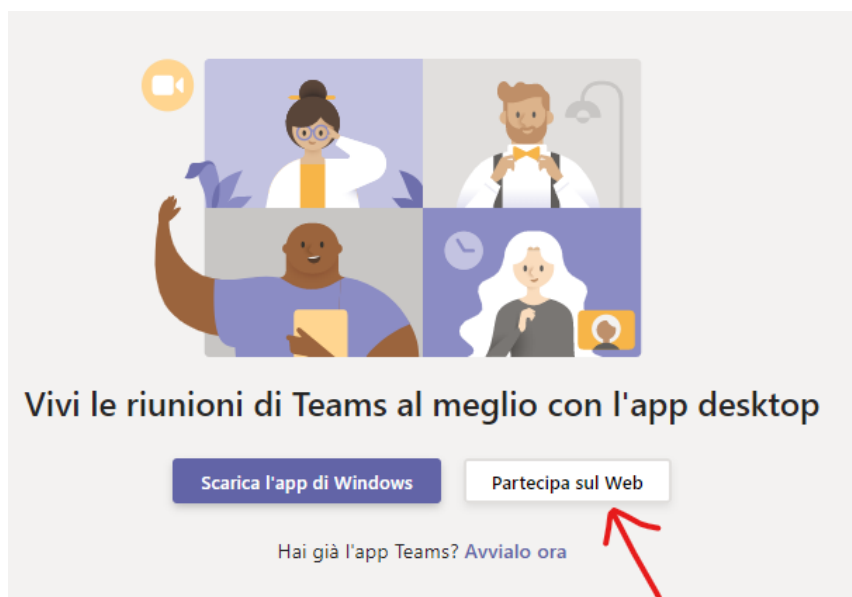 Vivi le riunioni di Teams al meglio con l'app desktop
Scarica l'app di Windows
Partecipa sul Web
Hai già l'app Teams? Avvialo ora